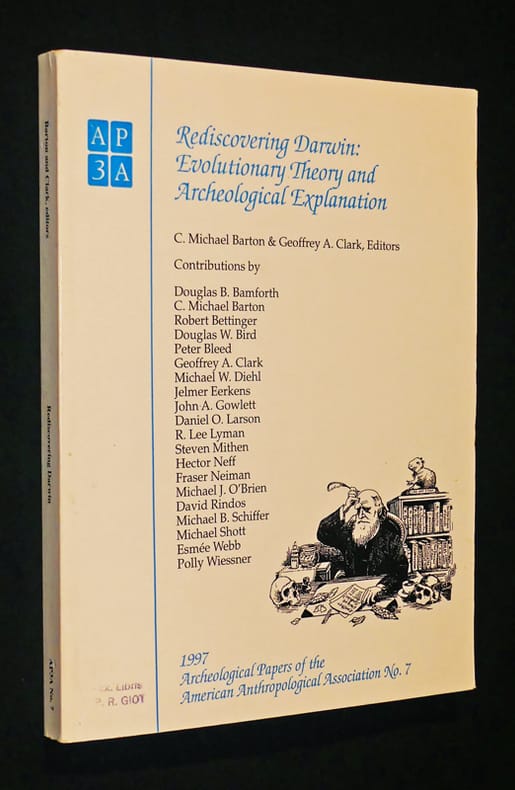 Barton and Clark, editors
Rediscovering Darwin
AP3A No. 7
AP
3A
Rediscovering Darwin:
Evolutionary Theory and
Archeological Explanation
C. Michael Barton & Geoffrey A. Clark, Editors
Contributions by
Douglas B. Bamforth
C. Michael Barton
Robert Bettinger
Douglas W. Bird
Peter Bleed
Geoffrey A. Clark
Michael W. Diehl
Jelmer Eerkens
John A. Gowlett
Daniel O. Larson
R. Lee Lyman
Steven Mithen
Hector Neff
Fraser Neiman
Michael J. O'Brien
David Rindos
Michael B. Schiffer
Michael Shott
Esmée Webb
Polly Wiessner
1997
Archeological Papers of the
American Anthropological Association No. 7
Libris
P. R. GIOT